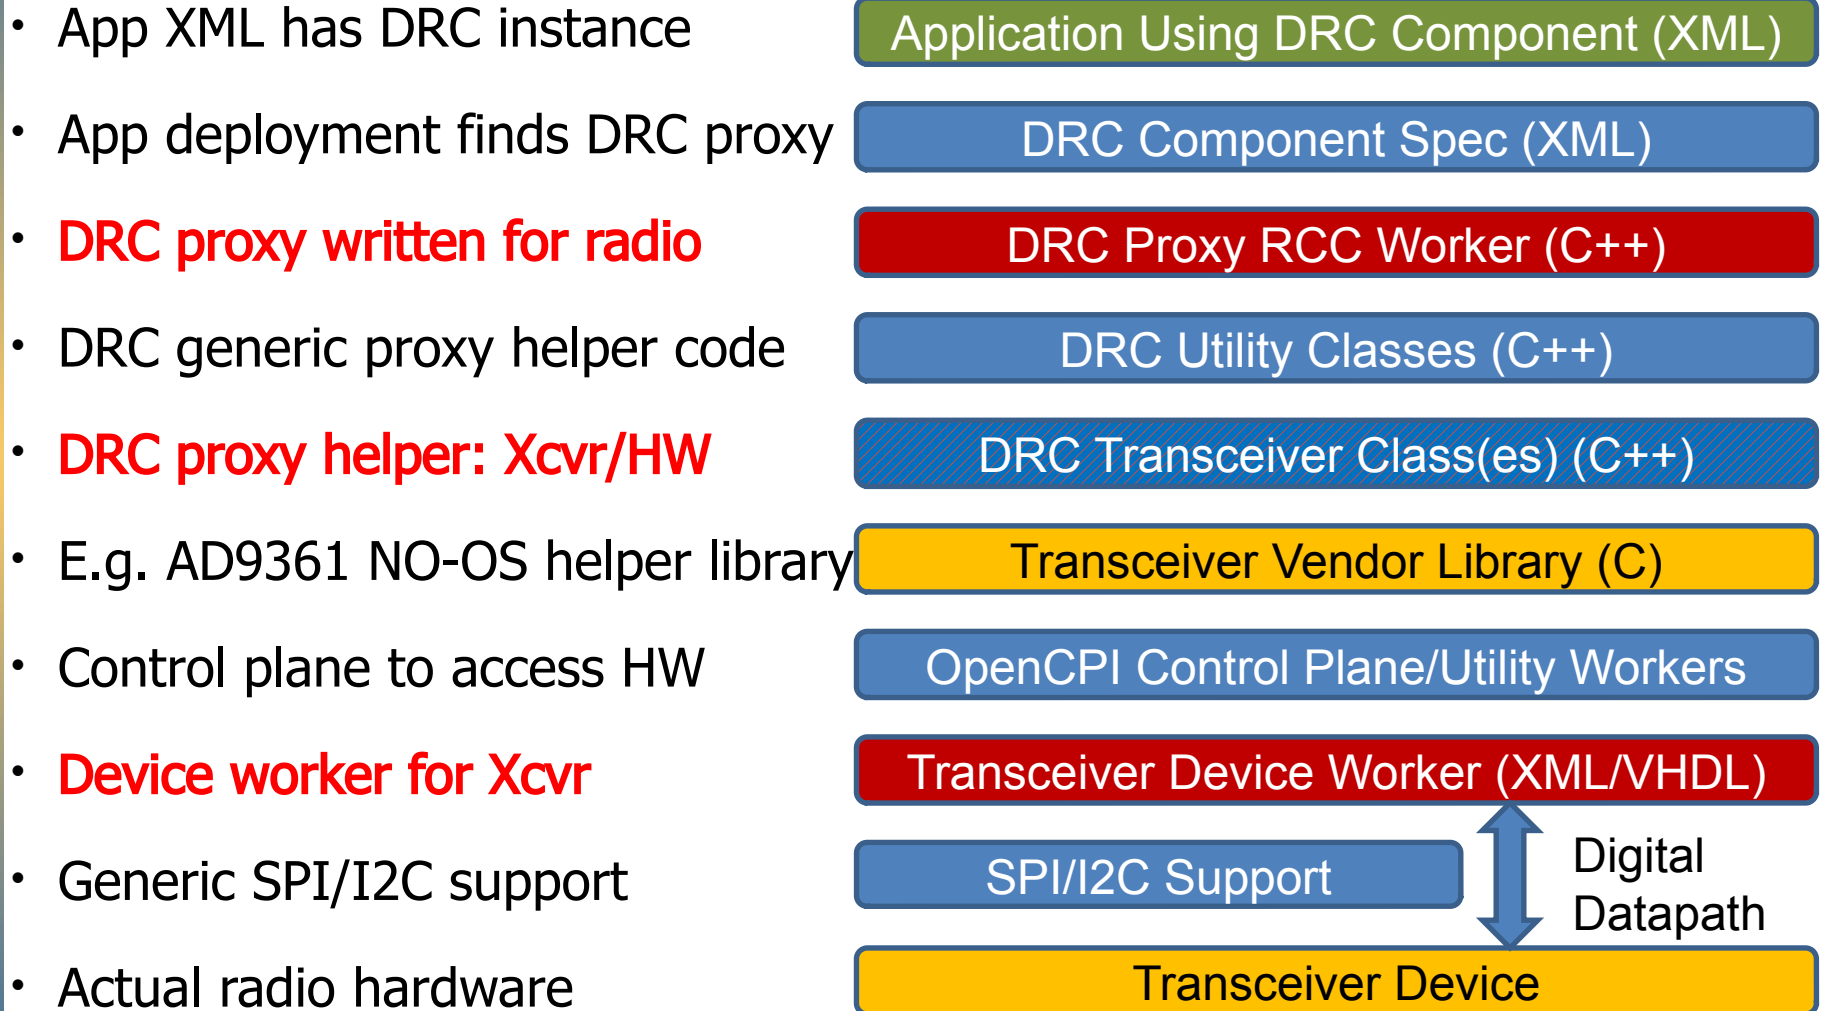 • App XML has DRC instance
Application Using DRC Component (XML)
• App deployment finds DRC proxy
DRC Component Spec (XML)
• DRC proxy written for radio
DRC Proxy RCC Worker (C++)
• DRC generic proxy helper code
DRC Utility Classes (C++)
• DRC proxy helper: Xcvr/HW
DRC Transceiver Class(es) (C++)
• E.g. AD9361 NO-OS helper library
Transceiver Vendor Library (C)
• Control plane to access HW
OpenCPI Control Plane/Utility Workers
• Device worker for Xcvr
Transceiver Device Worker (XML/VHDL)
• Generic SPI/I2C support
SPI/I2C Support
Digital
Datapath
• Actual radio hardware
Transceiver Device